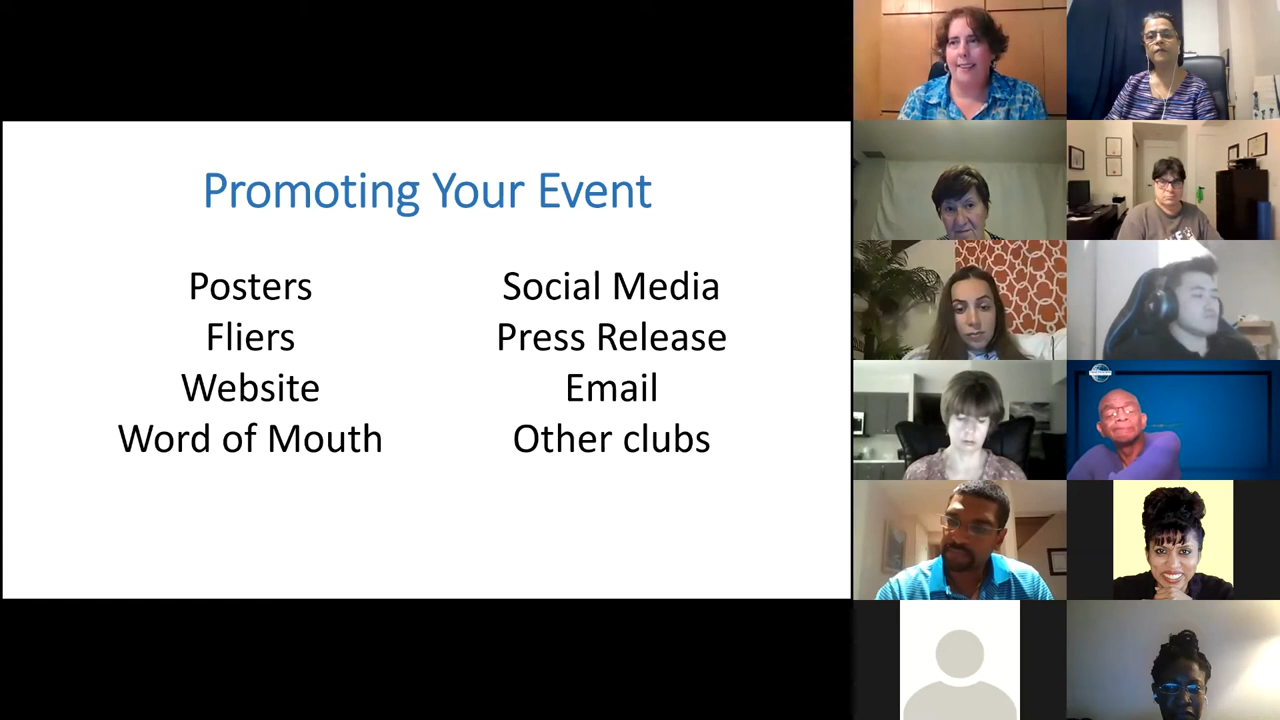 Promoting Your Event
Posters
Fliers
Website
Word of Mouth
Social Media
Press Release
Email
Other clubs